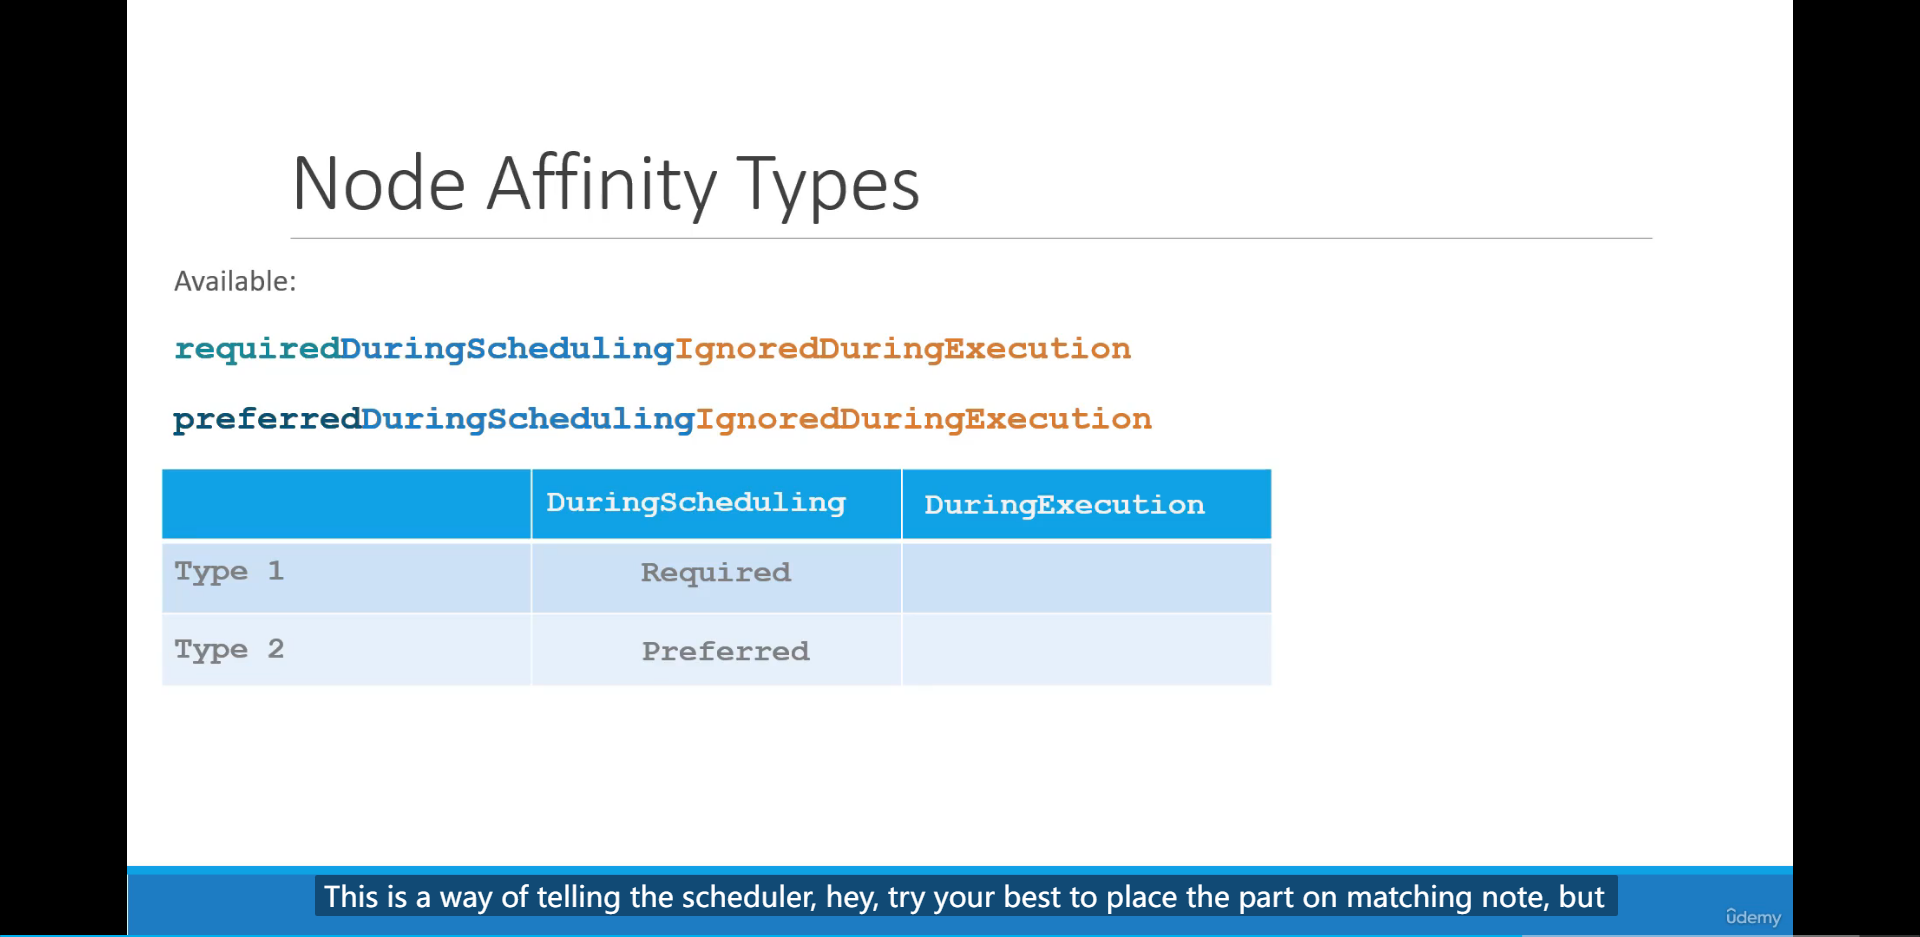 Node Affinity Types
Available:
requiredDuringSchedulingIgnoredDuringExecution
preferredDuringSchedulingIgnoredDuringExecution
DuringScheduling DuringExecution
Type 1 Required
Type 2 Preferred
This is a way of telling the scheduler, hey, try your best to place the part on matching note, but
ûdemy